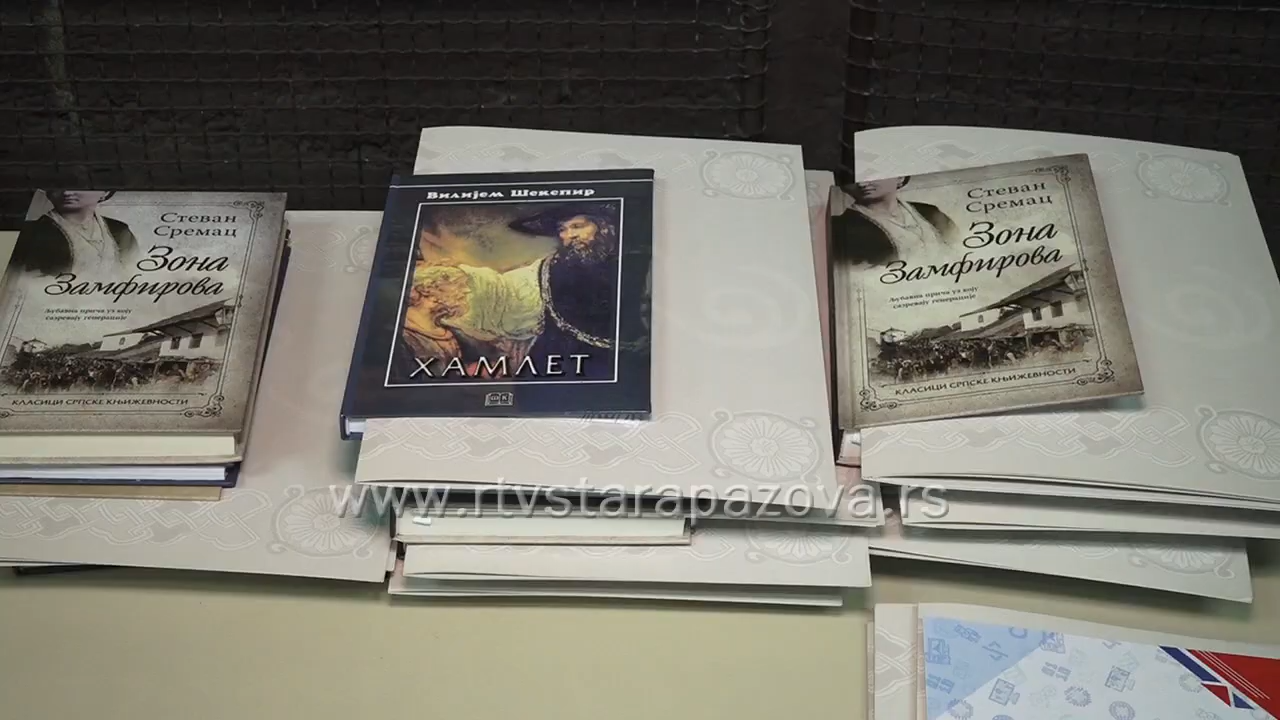 Стеван
Сремац
Зона
Замфирова
Љубавна прича уз коју
сазревају генерације
КЛАСИЦИ СРПСКЕ КЊИЖЕВНОСТИ
Вилијем Шекспир
ХАМЛЕТ
Ш К
Стеван
Сремац
Зона
Замфирова
Љубавна прича уз коју
сазревају генерације
КЛАСИЦИ СРПСКЕ КЊИЖЕВНОСТИ
www.rtvstarapazova.rs